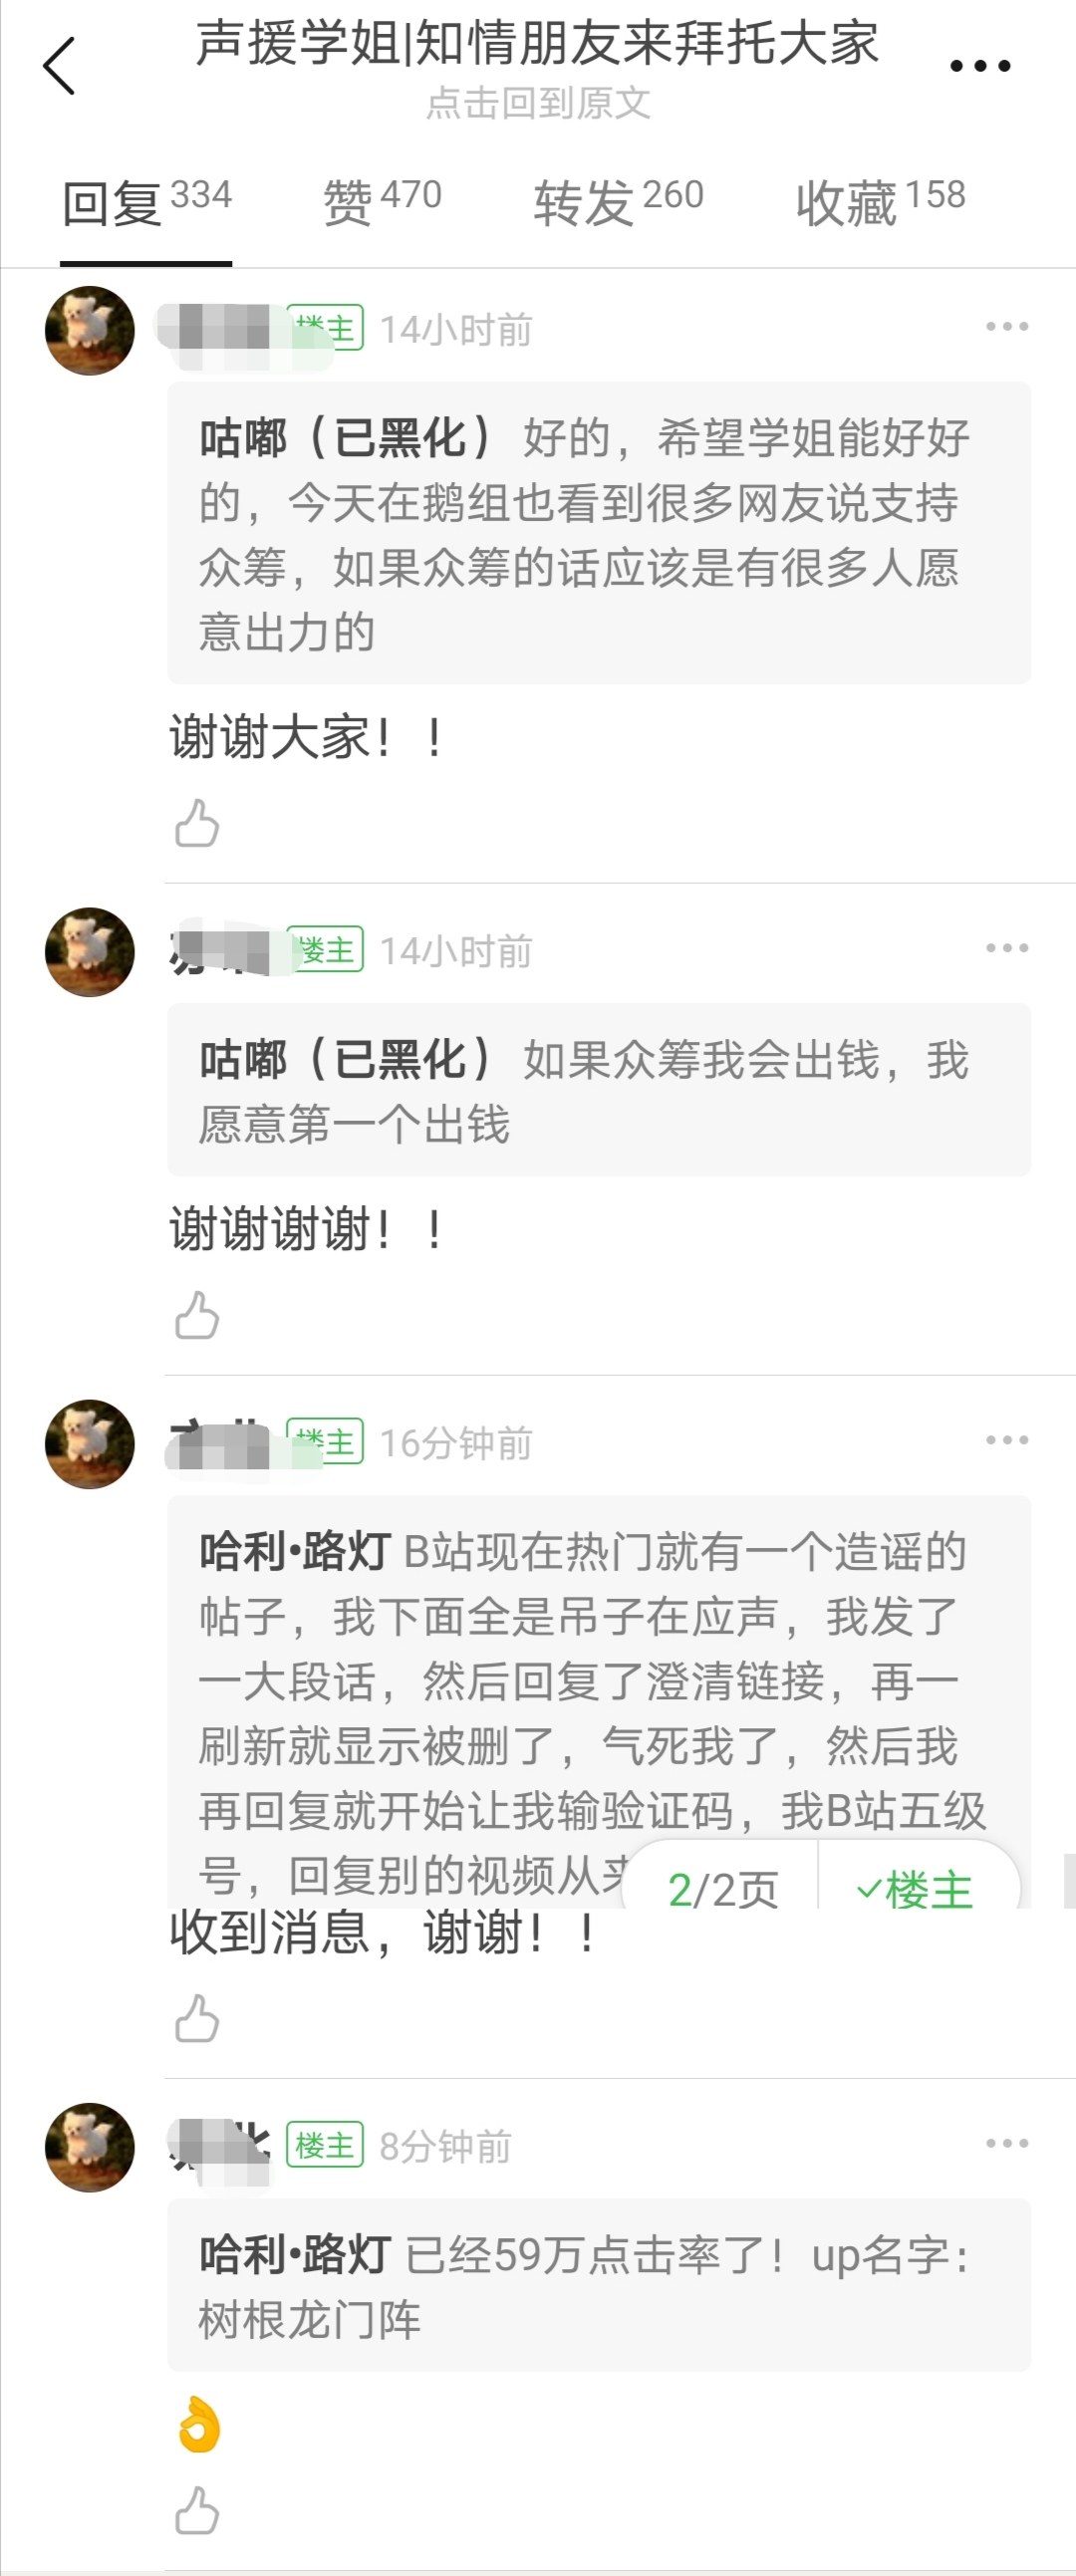 声援学姐|知情朋友来拜托大家
点击回到原文
回复 334 赞 470 转发 260 收藏 158
楼主 14小时前
咕嘟（已黑化） 好的，希望学姐能好好
的，今天在鹅组也看到很多网友说支持
众筹，如果众筹的话应该是有很多人愿
意出力的
谢谢大家！！
楼主 14小时前
咕嘟（已黑化） 如果众筹我会出钱，我
愿意第一个出钱
谢谢谢谢！！
楼主 16分钟前
哈利•路灯 B站现在热门就有一个造谣的
帖子，我下面全是吊子在应声，我发了
一大段话，然后回复了澄清链接，再一
刷新就显示被删了，气死我了，然后我
再回复就开始让我输验证码，我B站五级
号，回复别的视频从来
2/2页 ✓楼主
收到消息，谢谢！！
楼主 8分钟前
哈利•路灯 已经59万点击率了！up名字：
树根龙门阵
👌